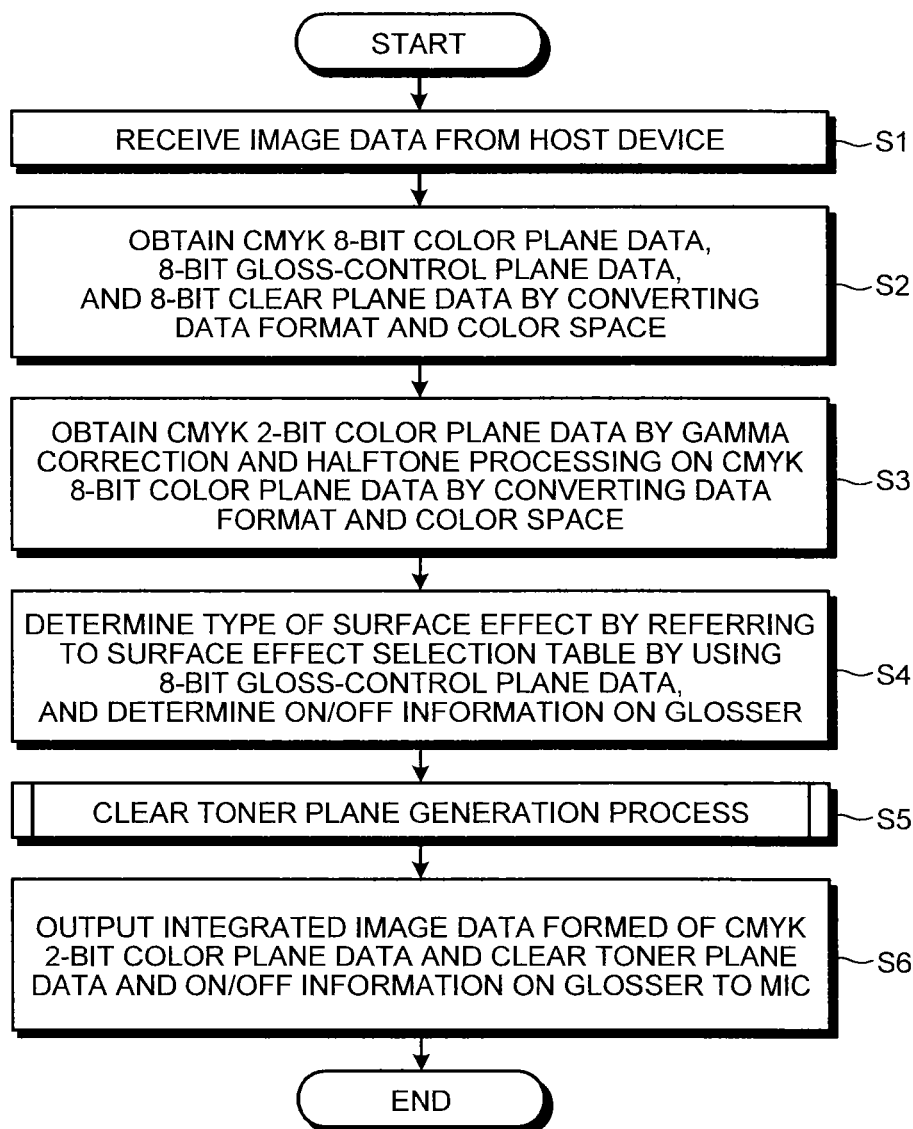 START
RECEIVE IMAGE DATA FROM HOST DEVICE
S1
OBTAIN CMYK 8-BIT COLOR PLANE DATA,
8-BIT GLOSS-CONTROL PLANE DATA,
AND 8-BIT CLEAR PLANE DATA BY CONVERTING
DATA FORMAT AND COLOR SPACE
S2
OBTAIN CMYK 2-BIT COLOR PLANE DATA BY GAMMA
CORRECTION AND HALFTONE PROCESSING ON CMYK
8-BIT COLOR PLANE DATA BY CONVERTING DATA
FORMAT AND COLOR SPACE
S3
DETERMINE TYPE OF SURFACE EFFECT BY REFERRING
TO SURFACE EFFECT SELECTION TABLE BY USING
8-BIT GLOSS-CONTROL PLANE DATA,
AND DETERMINE ON/OFF INFORMATION ON GLOSSER
S4
CLEAR TONER PLANE GENERATION PROCESS
S5
OUTPUT INTEGRATED IMAGE DATA FORMED OF CMYK
2-BIT COLOR PLANE DATA AND CLEAR TONER PLANE
DATA AND ON/OFF INFORMATION ON GLOSSER TO MIC
S6
END